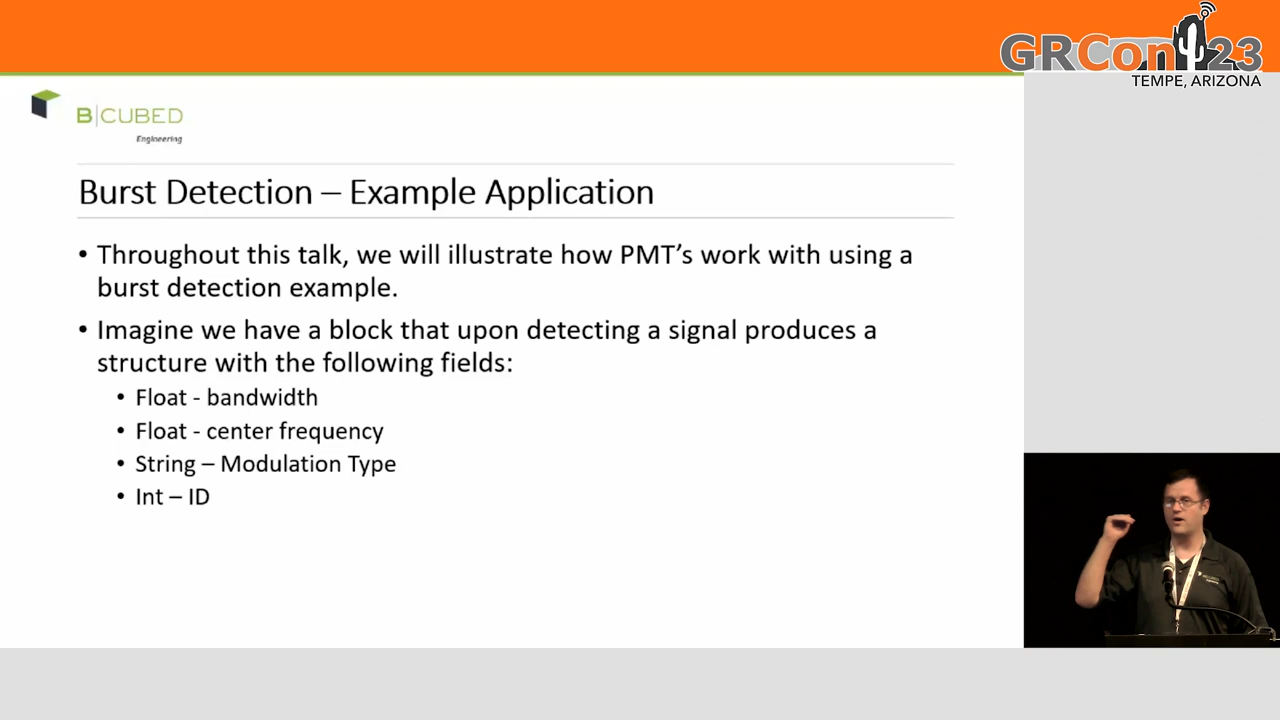 GRCon 23
TEMPE, ARIZONA
B|CUBED
Engineering
Burst Detection – Example Application
• Throughout this talk, we will illustrate how PMT's work with using a
burst detection example.
• Imagine we have a block that upon detecting a signal produces a
structure with the following fields:
• Float - bandwidth
• Float - center frequency
• String – Modulation Type
• Int – ID